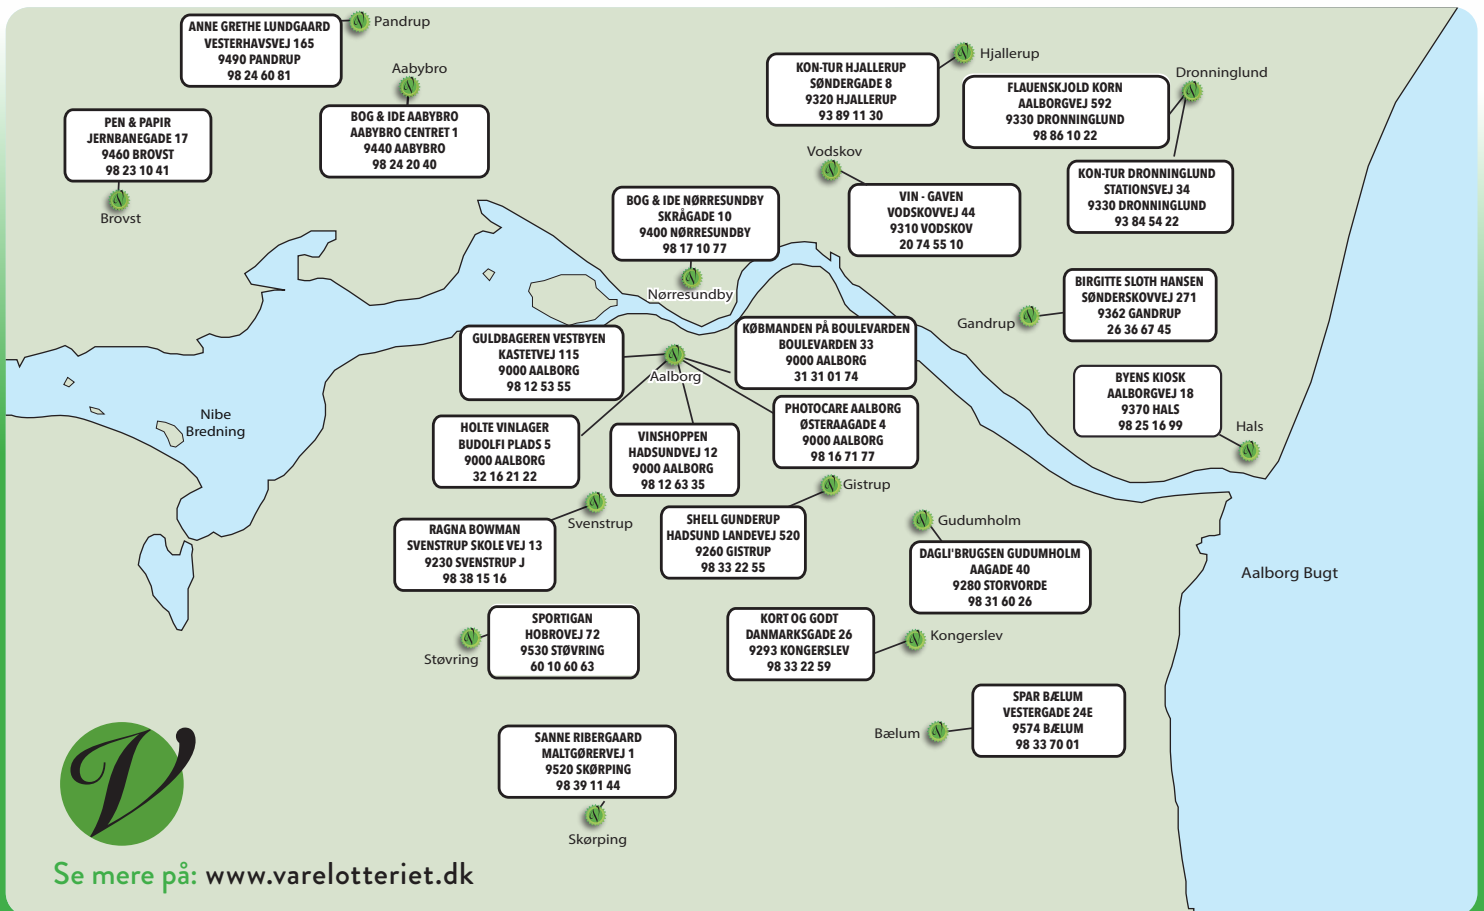 ANNE GRETHE LUNDGAARD
VESTERHAVSVEJ 165
9490 PANDRUP
98 24 60 81
Pandrup
Aabybro
BOG & IDE AABYBRO
AABYBRO CENTRET 1
9440 AABYBRO
98 24 20 40
PEN & PAPIR
JERNBANEGADE 17
9460 BROVST
98 23 10 41
Brovst
KON-TUR HJALLERUP
SØNDERGADE 8
9320 HJALLERUP
93 89 11 30
Hjallerup
Dronninglund
FLAUENSKJOLD KORN
AALBORGVEJ 592
9330 DRONNINGLUND
98 86 10 22
KON-TUR DRONNINGLUND
STATIONSVEJ 34
9330 DRONNINGLUND
93 84 54 22
Vodskov
VIN - GAVEN
VODSKOVVEJ 44
9310 VODSKOV
20 74 55 10
BOG & IDE NØRRESUNDBY
SKRÅGADE 10
9400 NØRRESUNDBY
98 17 10 77
Nørresundby
BIRGITTE SLOTH HANSEN
SØNDERSKOVVEJ 271
9362 GANDRUP
26 36 67 45
Gandrup
GULDBAGEREN VESTBYEN
KASTETVEJ 115
9000 AALBORG
98 12 53 55
Aalborg
KØBMANDEN PÅ BOULEVARDEN
BOULEVARDEN 33
9000 AALBORG
31 31 01 74
BYENS KIOSK
AALBORGVEJ 18
9370 HALS
98 25 16 99
Hals
Nibe
Bredning
HOLTE VINLAGER
BUDOLFI PLADS 5
9000 AALBORG
32 16 21 22
VINSHOPPEN
HADSUNDVEJ 12
9000 AALBORG
98 12 63 35
PHOTOCARE AALBORG
ØSTERAAGADE 4
9000 AALBORG
98 16 71 77
Gistrup
SHELL GUNDERUP
HADSUND LANDEVEJ 520
9260 GISTRUP
98 33 22 55
Svenstrup
RAGNA BOWMAN
SVENSTRUP SKOLE VEJ 13
9230 SVENSTRUP J
98 38 15 16
Gudumholm
DAGLI'BRUGSEN GUDUMHOLM
AAGADE 40
9280 STORVORDE
98 31 60 26
Aalborg Bugt
SPORTIGAN
HOBROVEJ 72
9530 STØVRING
60 10 60 63
Støvring
KORT OG GODT
DANMARKSGADE 26
9293 KONGERSLEV
98 33 22 59
Kongerslev
SPAR BÆLUM
VESTERGADE 24E
9574 BÆLUM
98 33 70 01
Bælum
SANNE RIBERGAARD
MALTGØRERVEJ 1
9520 SKØRPING
98 39 11 44
Skørping
V
Se mere på: www.varelotteriet.dk